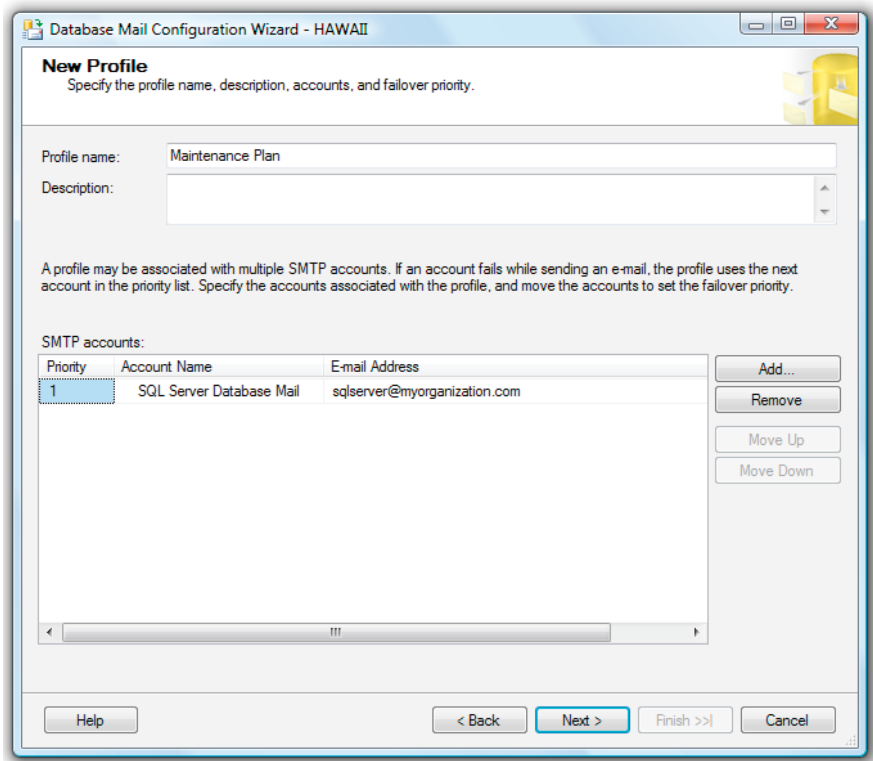 Database Mail Configuration Wizard - HAWAII
New Profile
Specify the profile name, description, accounts, and failover priority.
Profile name: Maintenance Plan
Description:
A profile may be associated with multiple SMTP accounts. If an account fails while sending an e-mail, the profile uses the next
account in the priority list. Specify the accounts associated with the profile, and move the accounts to set the failover priority.
SMTP accounts:
Priority Account Name E-mail Address
1 SQL Server Database Mail sqlserver@myorganization.com
Add...
Remove
Move Up
Move Down
Help < Back Next > Finish >>| Cancel